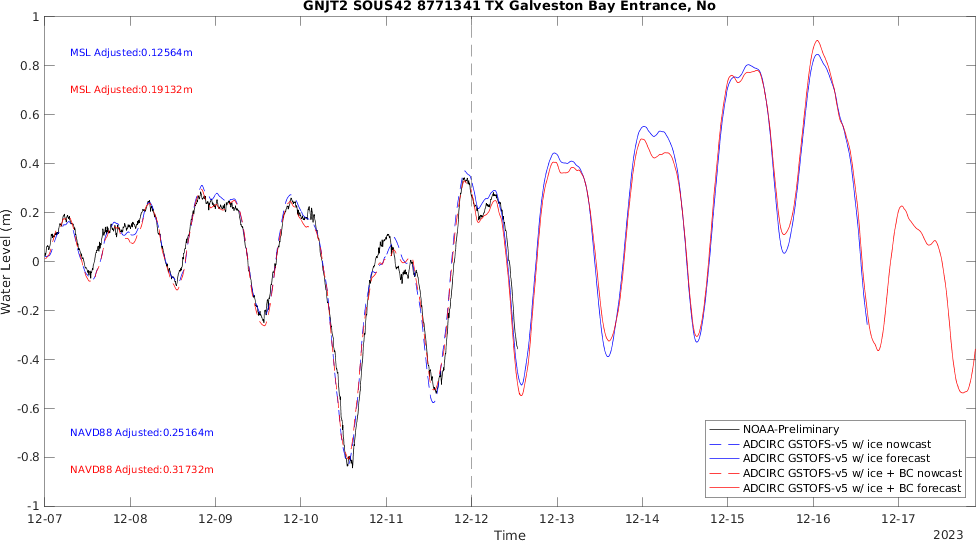 GNJT2 SOUS42 8771341 TX Galveston Bay Entrance, No
MSL Adjusted:0.12564m
MSL Adjusted:0.19132m
NAVD88 Adjusted:0.25164m
NAVD88 Adjusted:0.31732m
Water Level (m)
1
0.8
0.6
0.4
0.2
0
-0.2
-0.4
-0.6
-0.8
-1
NOAA-Preliminary
ADCIRC GSTOFS-v5 w/ ice nowcast
ADCIRC GSTOFS-v5 w/ ice forecast
ADCIRC GSTOFS-v5 w/ ice + BC nowcast
ADCIRC GSTOFS-v5 w/ ice + BC forecast
12-07 12-08 12-09 12-10 12-11 12-12 12-13 12-14 12-15 12-16 12-17
Time
2023